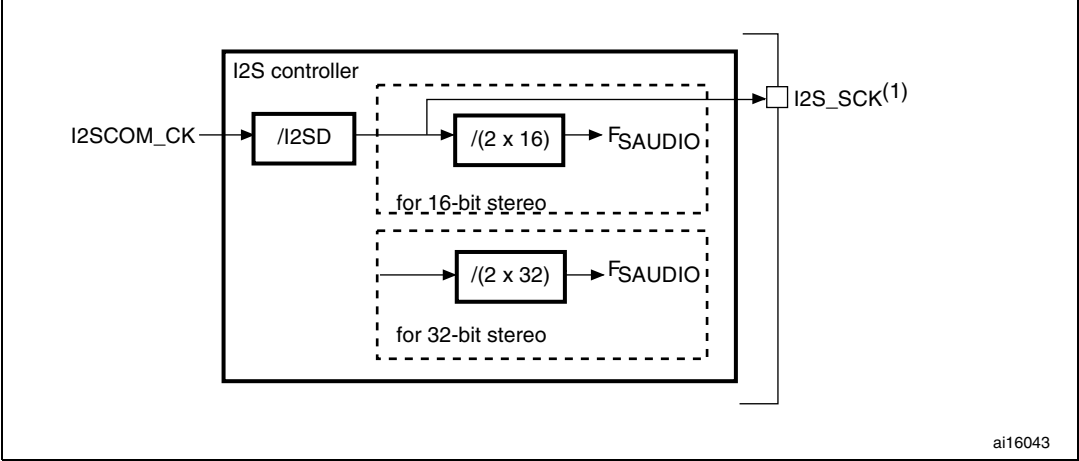 I2S controller
I2SCOM_CK
/I2SD
/(2 x 16)
FSAUDIO
I2S_SCK(1)
for 16-bit stereo
/(2 x 32)
FSAUDIO
for 32-bit stereo
ai16043